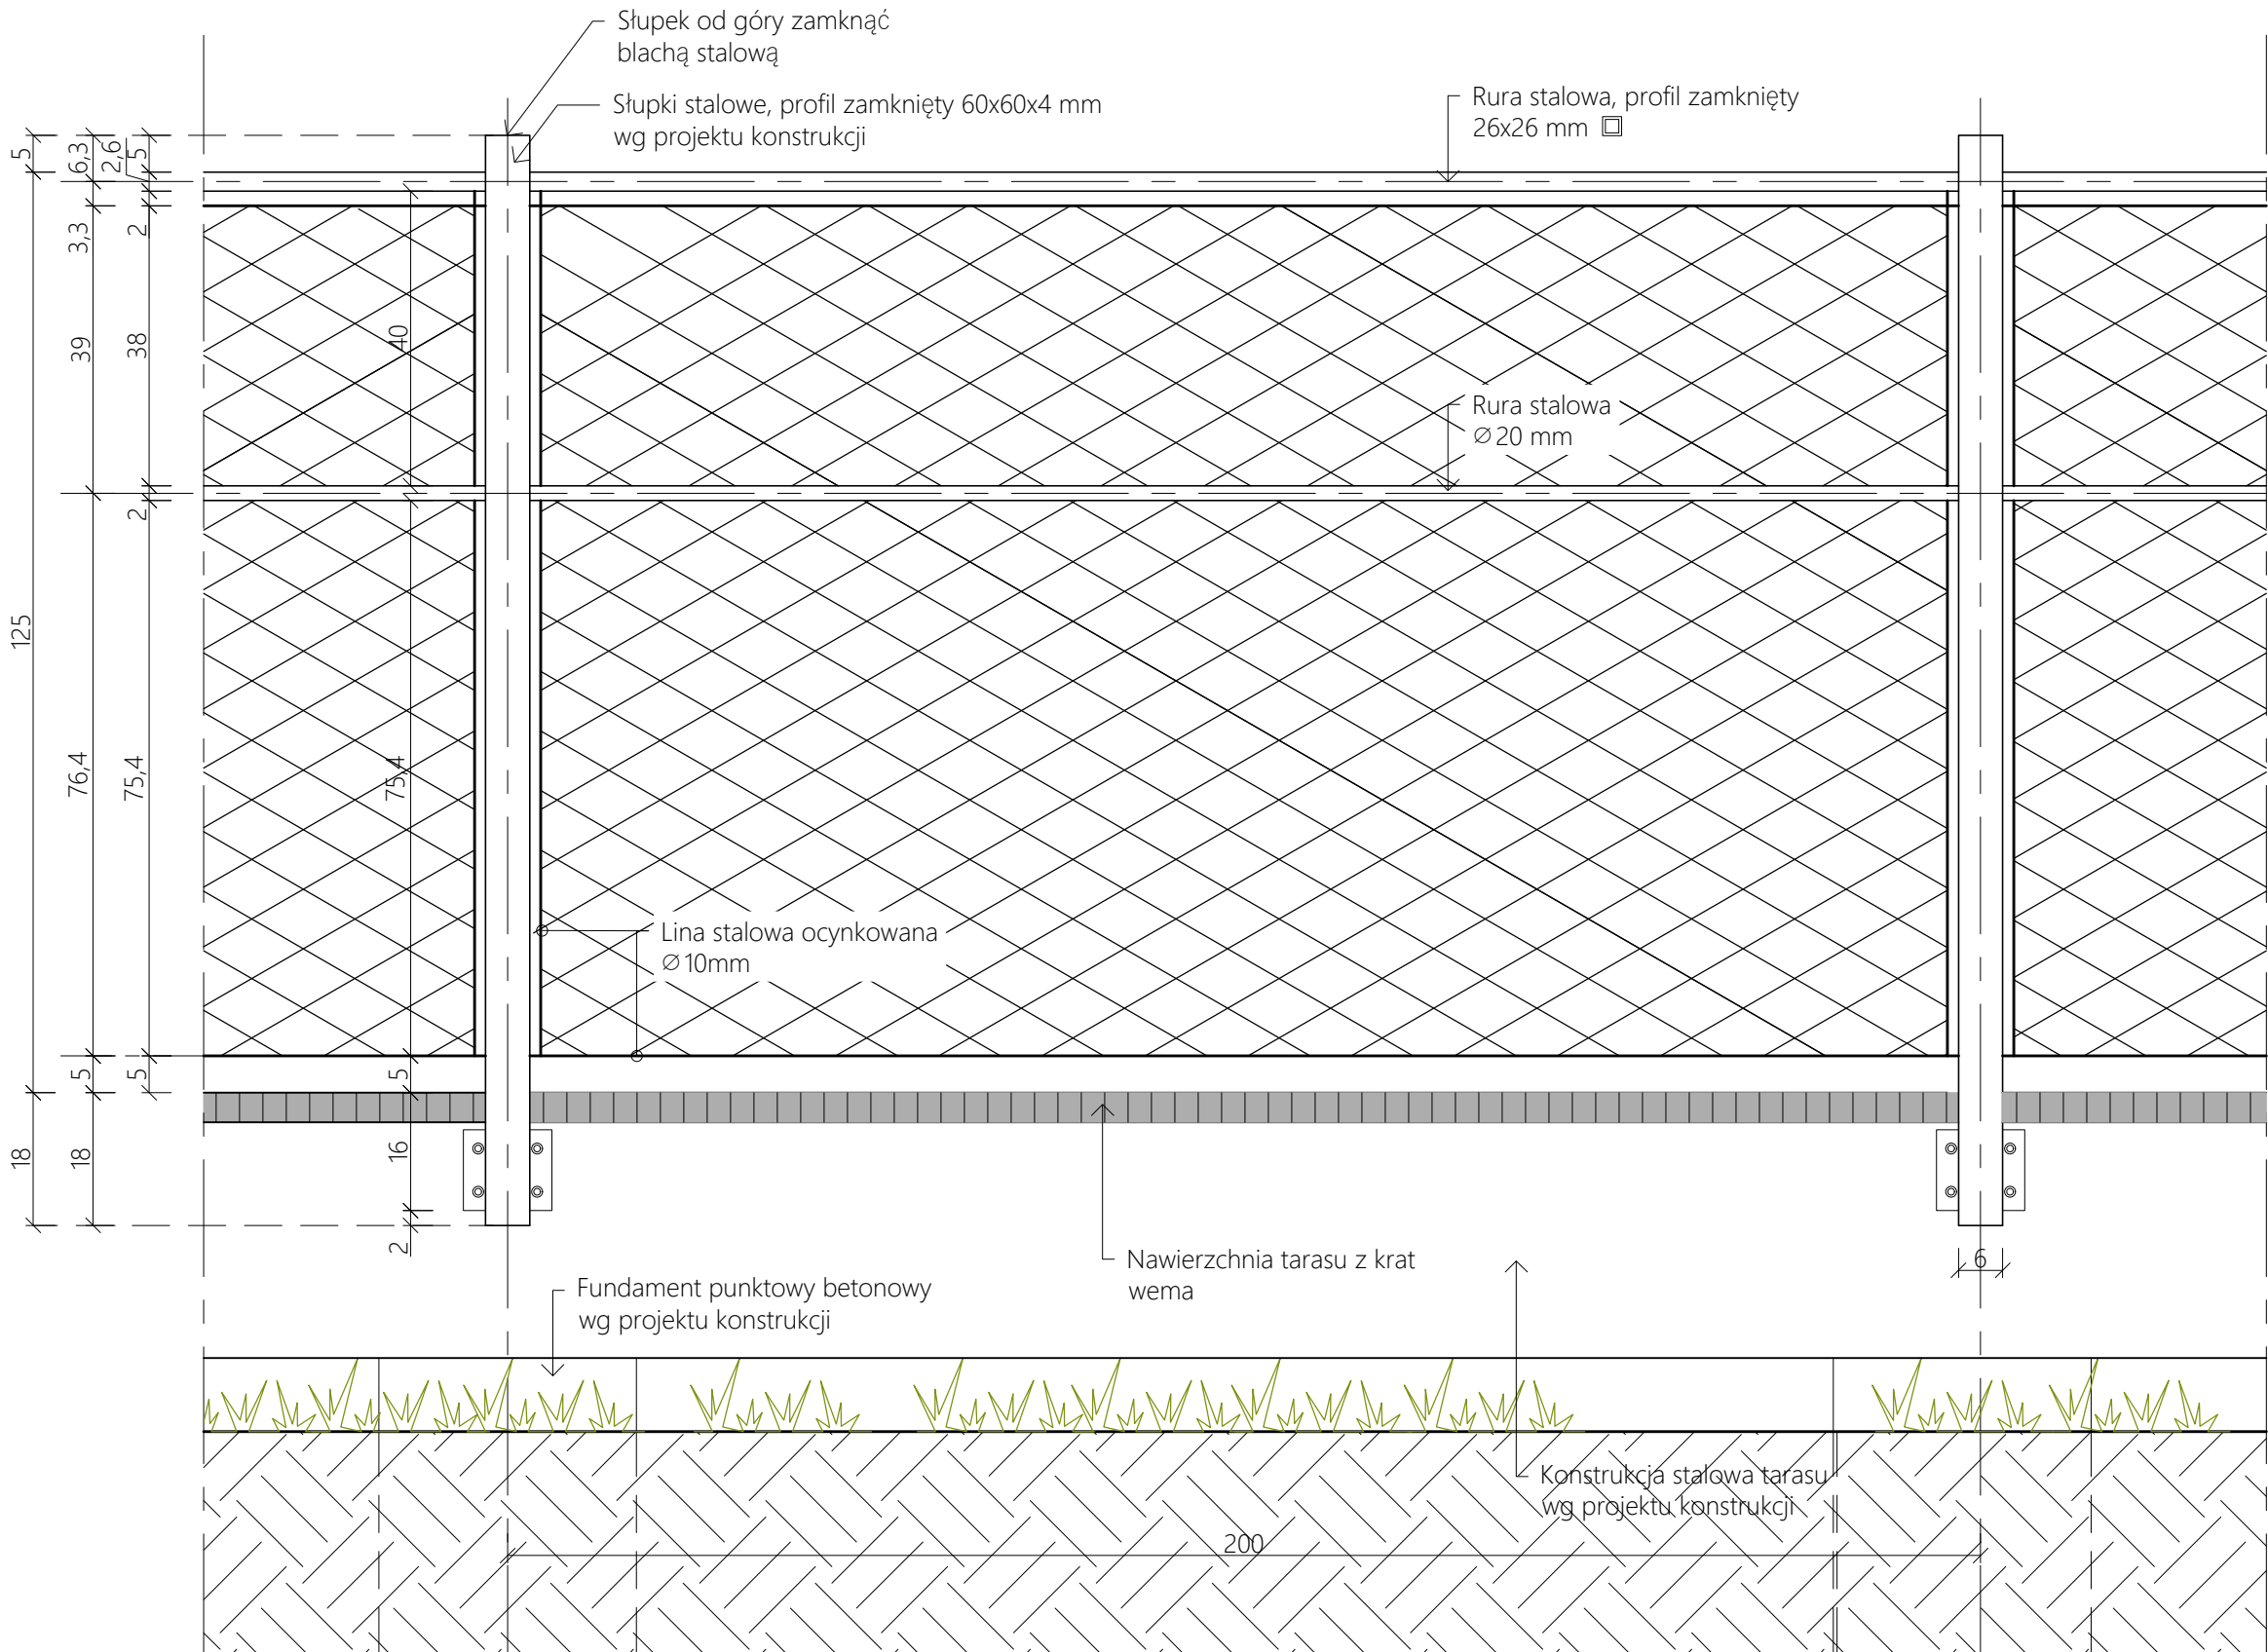 Słupek od góry zamknąć
blachą stalową
Słupki stalowe, profil zamknięty 60x60x4 mm
wg projektu konstrukcji
Rura stalowa, profil zamknięty
26x26 mm
5
6,3
2,6
5
3,3
2
39
38
40
Rura stalowa
∅20 mm
2
125
76,4
75,4
75,4
Lina stalowa ocynkowana
∅10mm
5
5
5
18
18
16
2
Nawierzchnia tarasu z krat
wema
6
Fundament punktowy betonowy
wg projektu konstrukcji
Konstrukcja stalowa tarasu
wg projektu konstrukcji
200